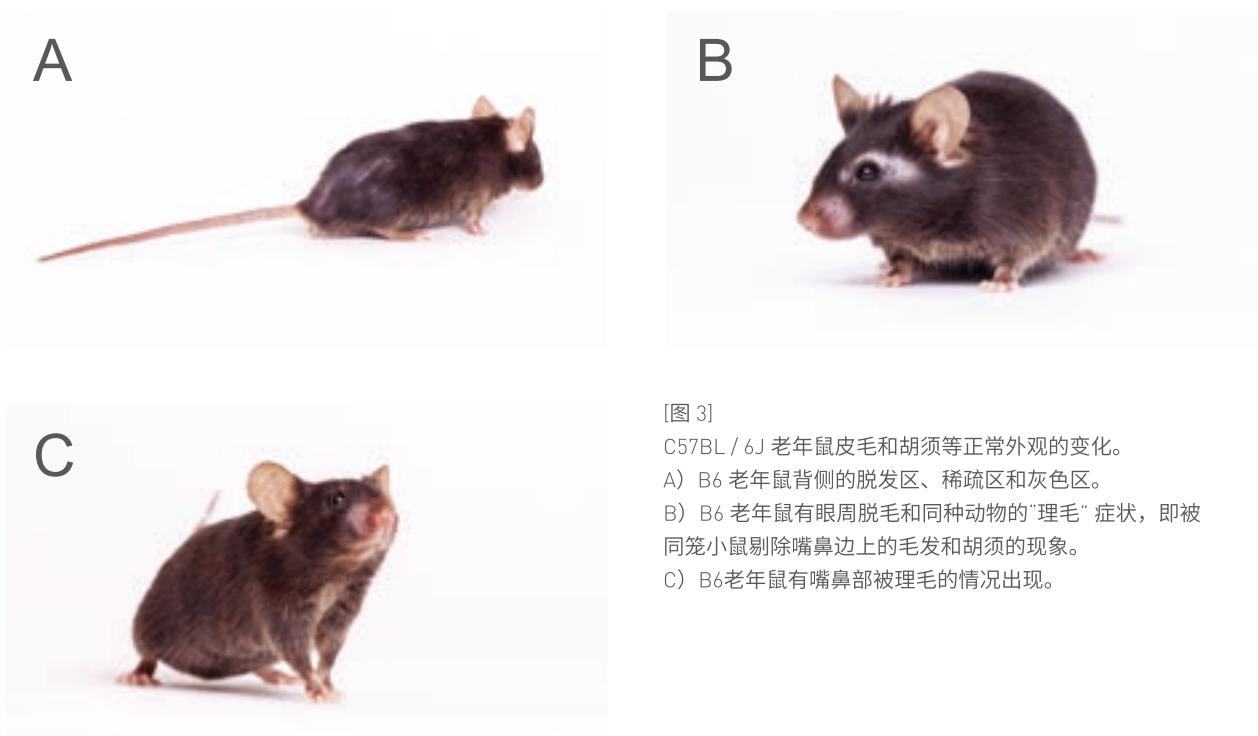 A
B
C
[图 3]
C57BL / 6J 老年鼠皮毛和胡须等正常外观的变化。
A）B6 老年鼠背侧的脱发区、稀疏区和灰色区。
B）B6 老年鼠有眼周脱毛和同种动物的¨理毛¨ 症状，即被
同笼小鼠剔除嘴鼻边上的毛发和胡须的现象。
C）B6老年鼠有嘴鼻部被理毛的情况出现。